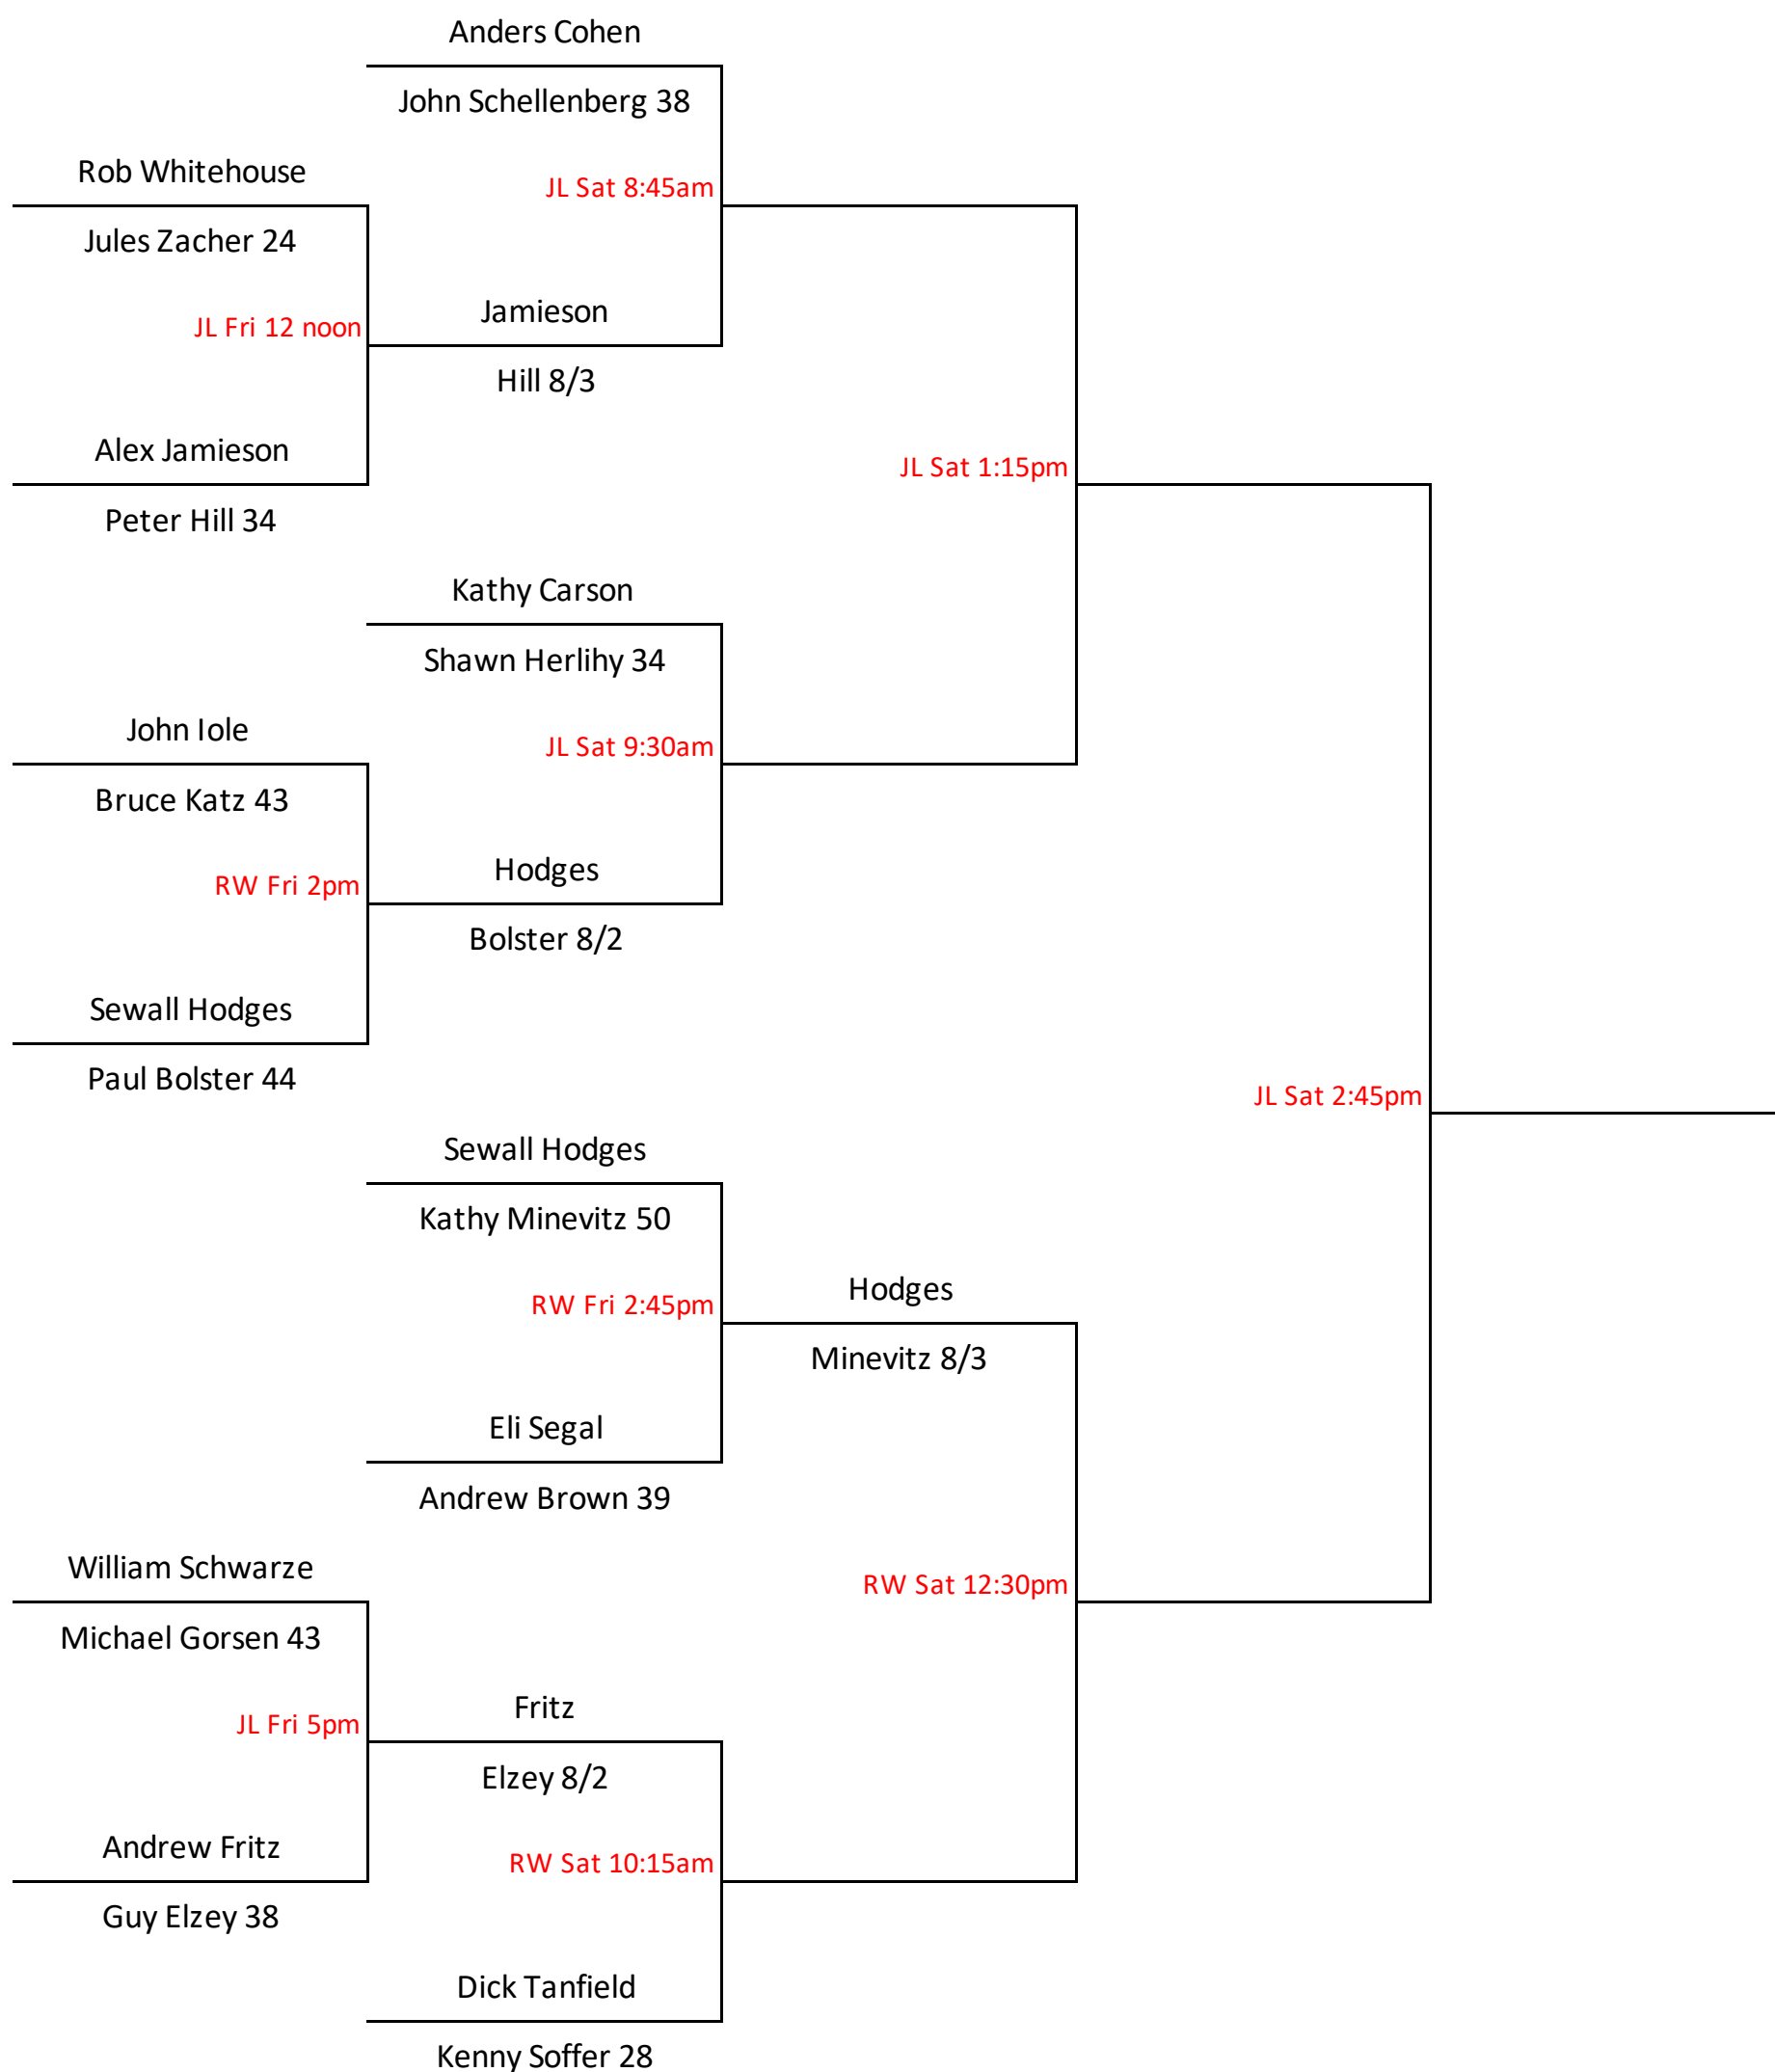 Anders Cohen
John Schellenberg 38
Rob Whitehouse
JL Sat 8:45am
Jules Zacher 24
Jamieson
JL Fri 12 noon
Hill 8/3
Alex Jamieson
JL Sat 1:15pm
Peter Hill 34
Kathy Carson
Shawn Herlihy 34
John Iole
JL Sat 9:30am
Bruce Katz 43
Hodges
RW Fri 2pm
Bolster 8/2
Sewall Hodges
Paul Bolster 44
JL Sat 2:45pm
Sewall Hodges
Kathy Minevitz 50
Hodges
RW Fri 2:45pm
Minevitz 8/3
Eli Segal
Andrew Brown 39
William Schwarze
RW Sat 12:30pm
Michael Gorsen 43
Fritz
JL Fri 5pm
Elzey 8/2
Andrew Fritz
RW Sat 10:15am
Guy Elzey 38
Dick Tanfield
Kenny Soffer 28